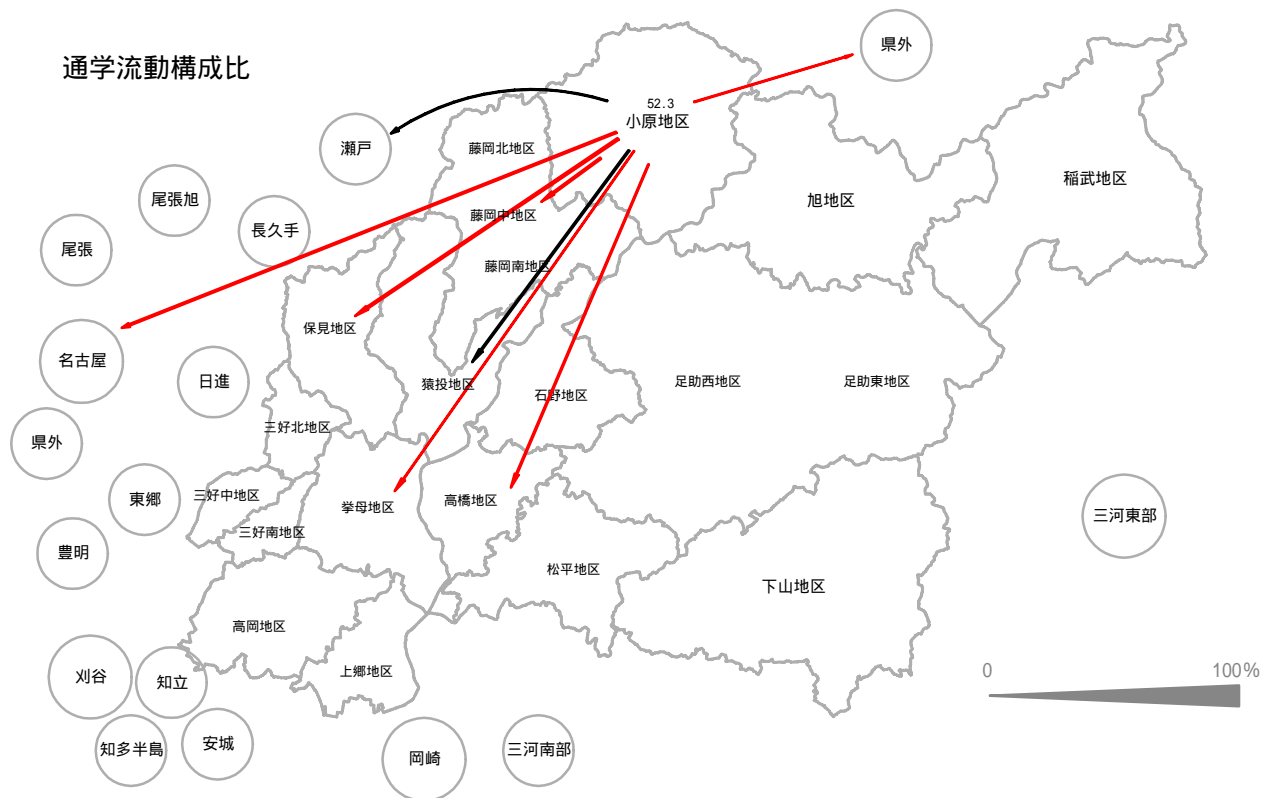 通学流動構成比
県外
52.3
小原地区
瀬戸
藤岡北地区
稲武地区
旭地区
尾張旭
藤岡中地区
長久手
尾張
藤岡南地区
保見地区
名古屋
日進
猿投地区
石野地区
足助西地区
足助東地区
三好北地区
県外
三好中地区
東郷
挙母地区
高橋地区
三河東部
三好南地区
豊明
松平地区
下山地区
高岡地区
上郷地区
0
100%
刈谷
知立
知多半島
安城
岡崎
三河南部